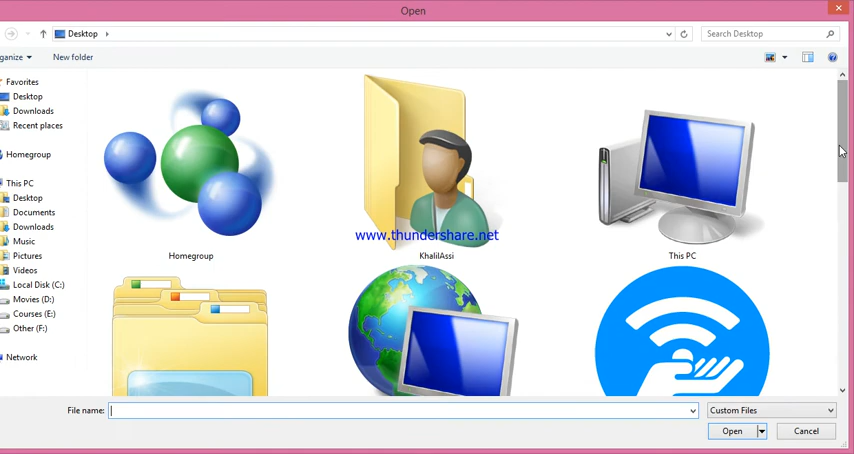 Open
Desktop
Search Desktop
ganize
New folder
Favorites
Desktop
Downloads
Recent places
Homegroup
This PC
Desktop
Documents
Downloads
Music
Pictures
Videos
Local Disk (C:)
Movies (D:)
Courses (E:)
Other (F:)
Network
Homegroup
KhalilAssi
This PC
www.thundershare.net
File name:
Custom Files
Open
Cancel